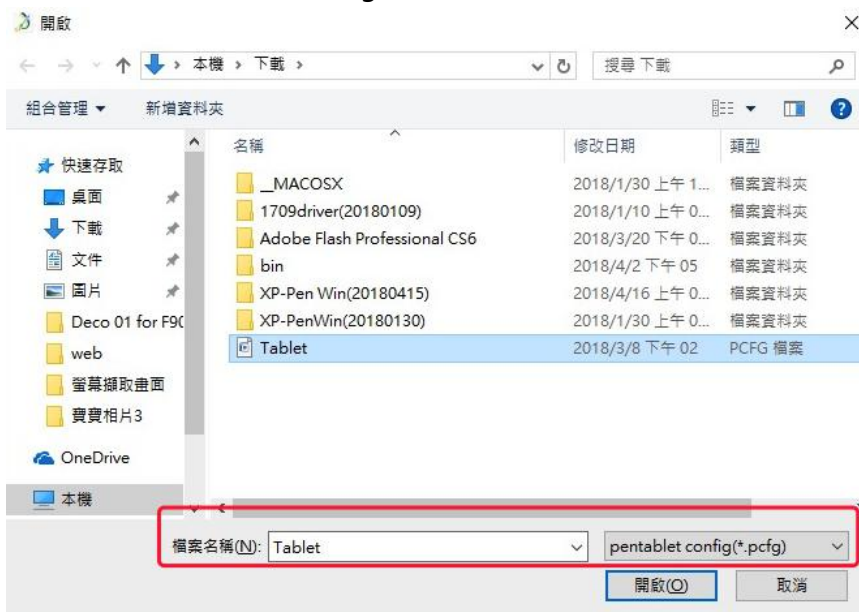 開啟
本機 › 下載 ›
搜尋 下載
組合管理 新增資料夾
名稱 修改日期 類型
快速存取
桌面
下載
文件
圖片
Deco 01 for F90
web
螢幕擷取畫面
寶寶相片3
OneDrive
本機
__MACOSX 2018/1/30 上午 1... 檔案資料夾
1709driver(20180109) 2018/1/10 上午 0... 檔案資料夾
Adobe Flash Professional CS6 2018/3/20 下午 0... 檔案資料夾
bin 2018/4/2 下午 05 檔案資料夾
XP-Pen Win(20180415) 2018/4/16 上午 0... 檔案資料夾
XP-PenWin(20180130) 2018/1/30 上午 0... 檔案資料夾
Tablet 2018/3/8 下午 02 PCFG 檔案
檔案名稱(N): Tablet pentablet config(*.pcfg)
開啟(O) 取消